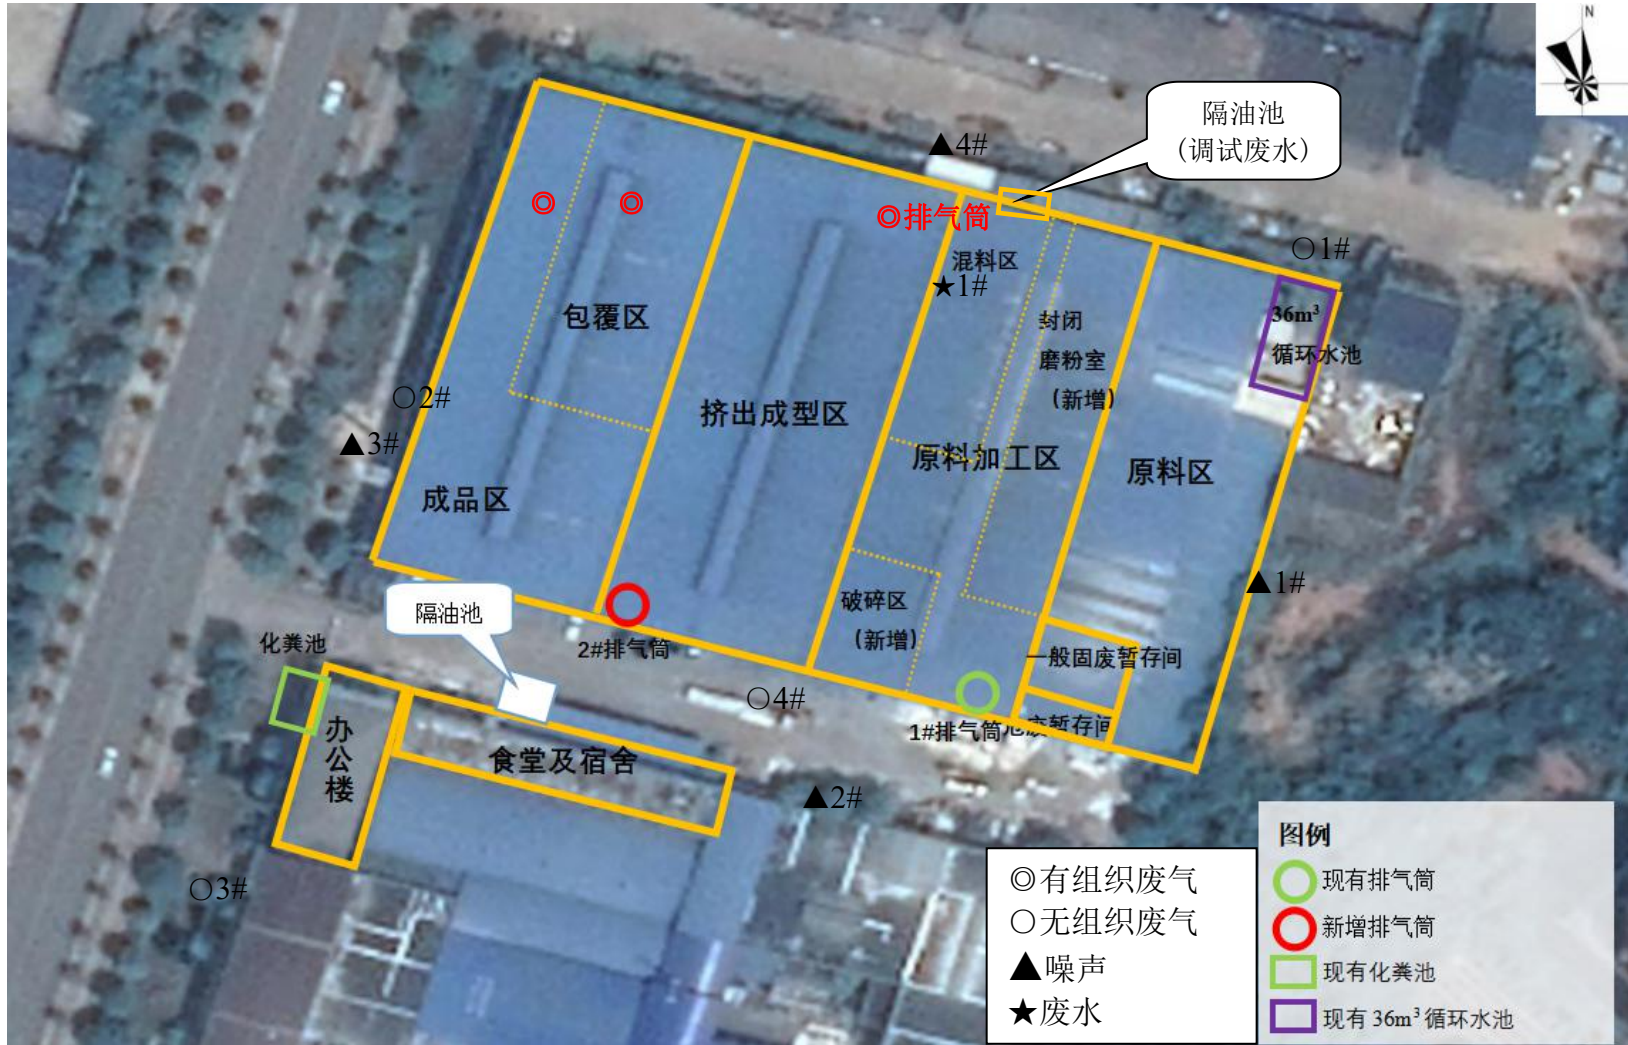 N
隔油池
(调试废水)
▲4#
◎
◎
◎排气筒
○1#
混料区
★1#
36m³
循环水池
包覆区
封闭
磨粉室
(新增)
○2#
▲3#
挤出成型区
原料加工区
原料区
成品区
▲1#
隔油池
破碎区
(新增)
化粪池
2#排气筒
一般固废暂存间
○4#
1#排气筒
危废暂存间
办公楼
食堂及宿舍
▲2#
○3#
◎有组织废气
○无组织废气
▲噪声
★废水
图例
现有排气筒
新增排气筒
现有化粪池
现有 36m³ 循环水池